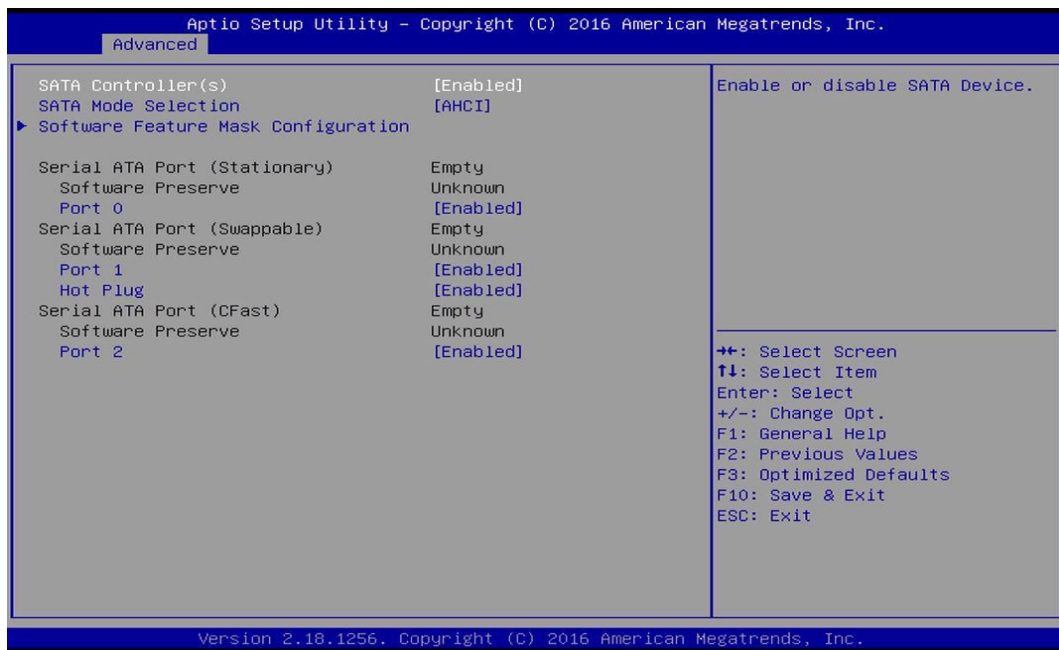 Aptio Setup Utility – Copyright (C) 2016 American Megatrends, Inc.
Advanced
SATA Controller(s) [Enabled]
SATA Mode Selection [AHCI]
▶ Software Feature Mask Configuration
Serial ATA Port (Stationary) Empty
Software Preserve Unknown
Port 0 [Enabled]
Serial ATA Port (Swappable) Empty
Software Preserve Unknown
Port 1 [Enabled]
Hot Plug [Enabled]
Serial ATA Port (CFast) Empty
Software Preserve Unknown
Port 2 [Enabled]
Enable or disable SATA Device.
→←: Select Screen
↑↓: Select Item
Enter: Select
+/-: Change Opt.
F1: General Help
F2: Previous Values
F3: Optimized Defaults
F10: Save & Exit
ESC: Exit
Version 2.18.1256. Copyright (C) 2016 American Megatrends, Inc.